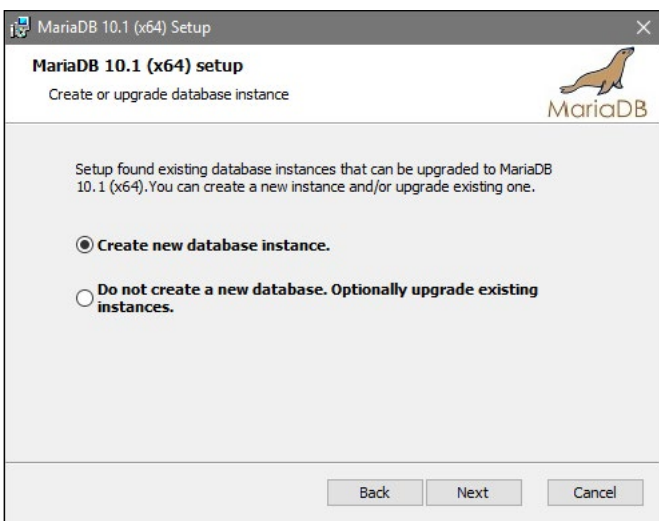 MariaDB 10.1 (x64) Setup
MariaDB 10.1 (x64) setup
Create or upgrade database instance
MariaDB
Setup found existing database instances that can be upgraded to MariaDB
10.1 (x64).You can create a new instance and/or upgrade existing one.
Create new database instance.
Do not create a new database. Optionally upgrade existing
instances.
Back Next Cancel